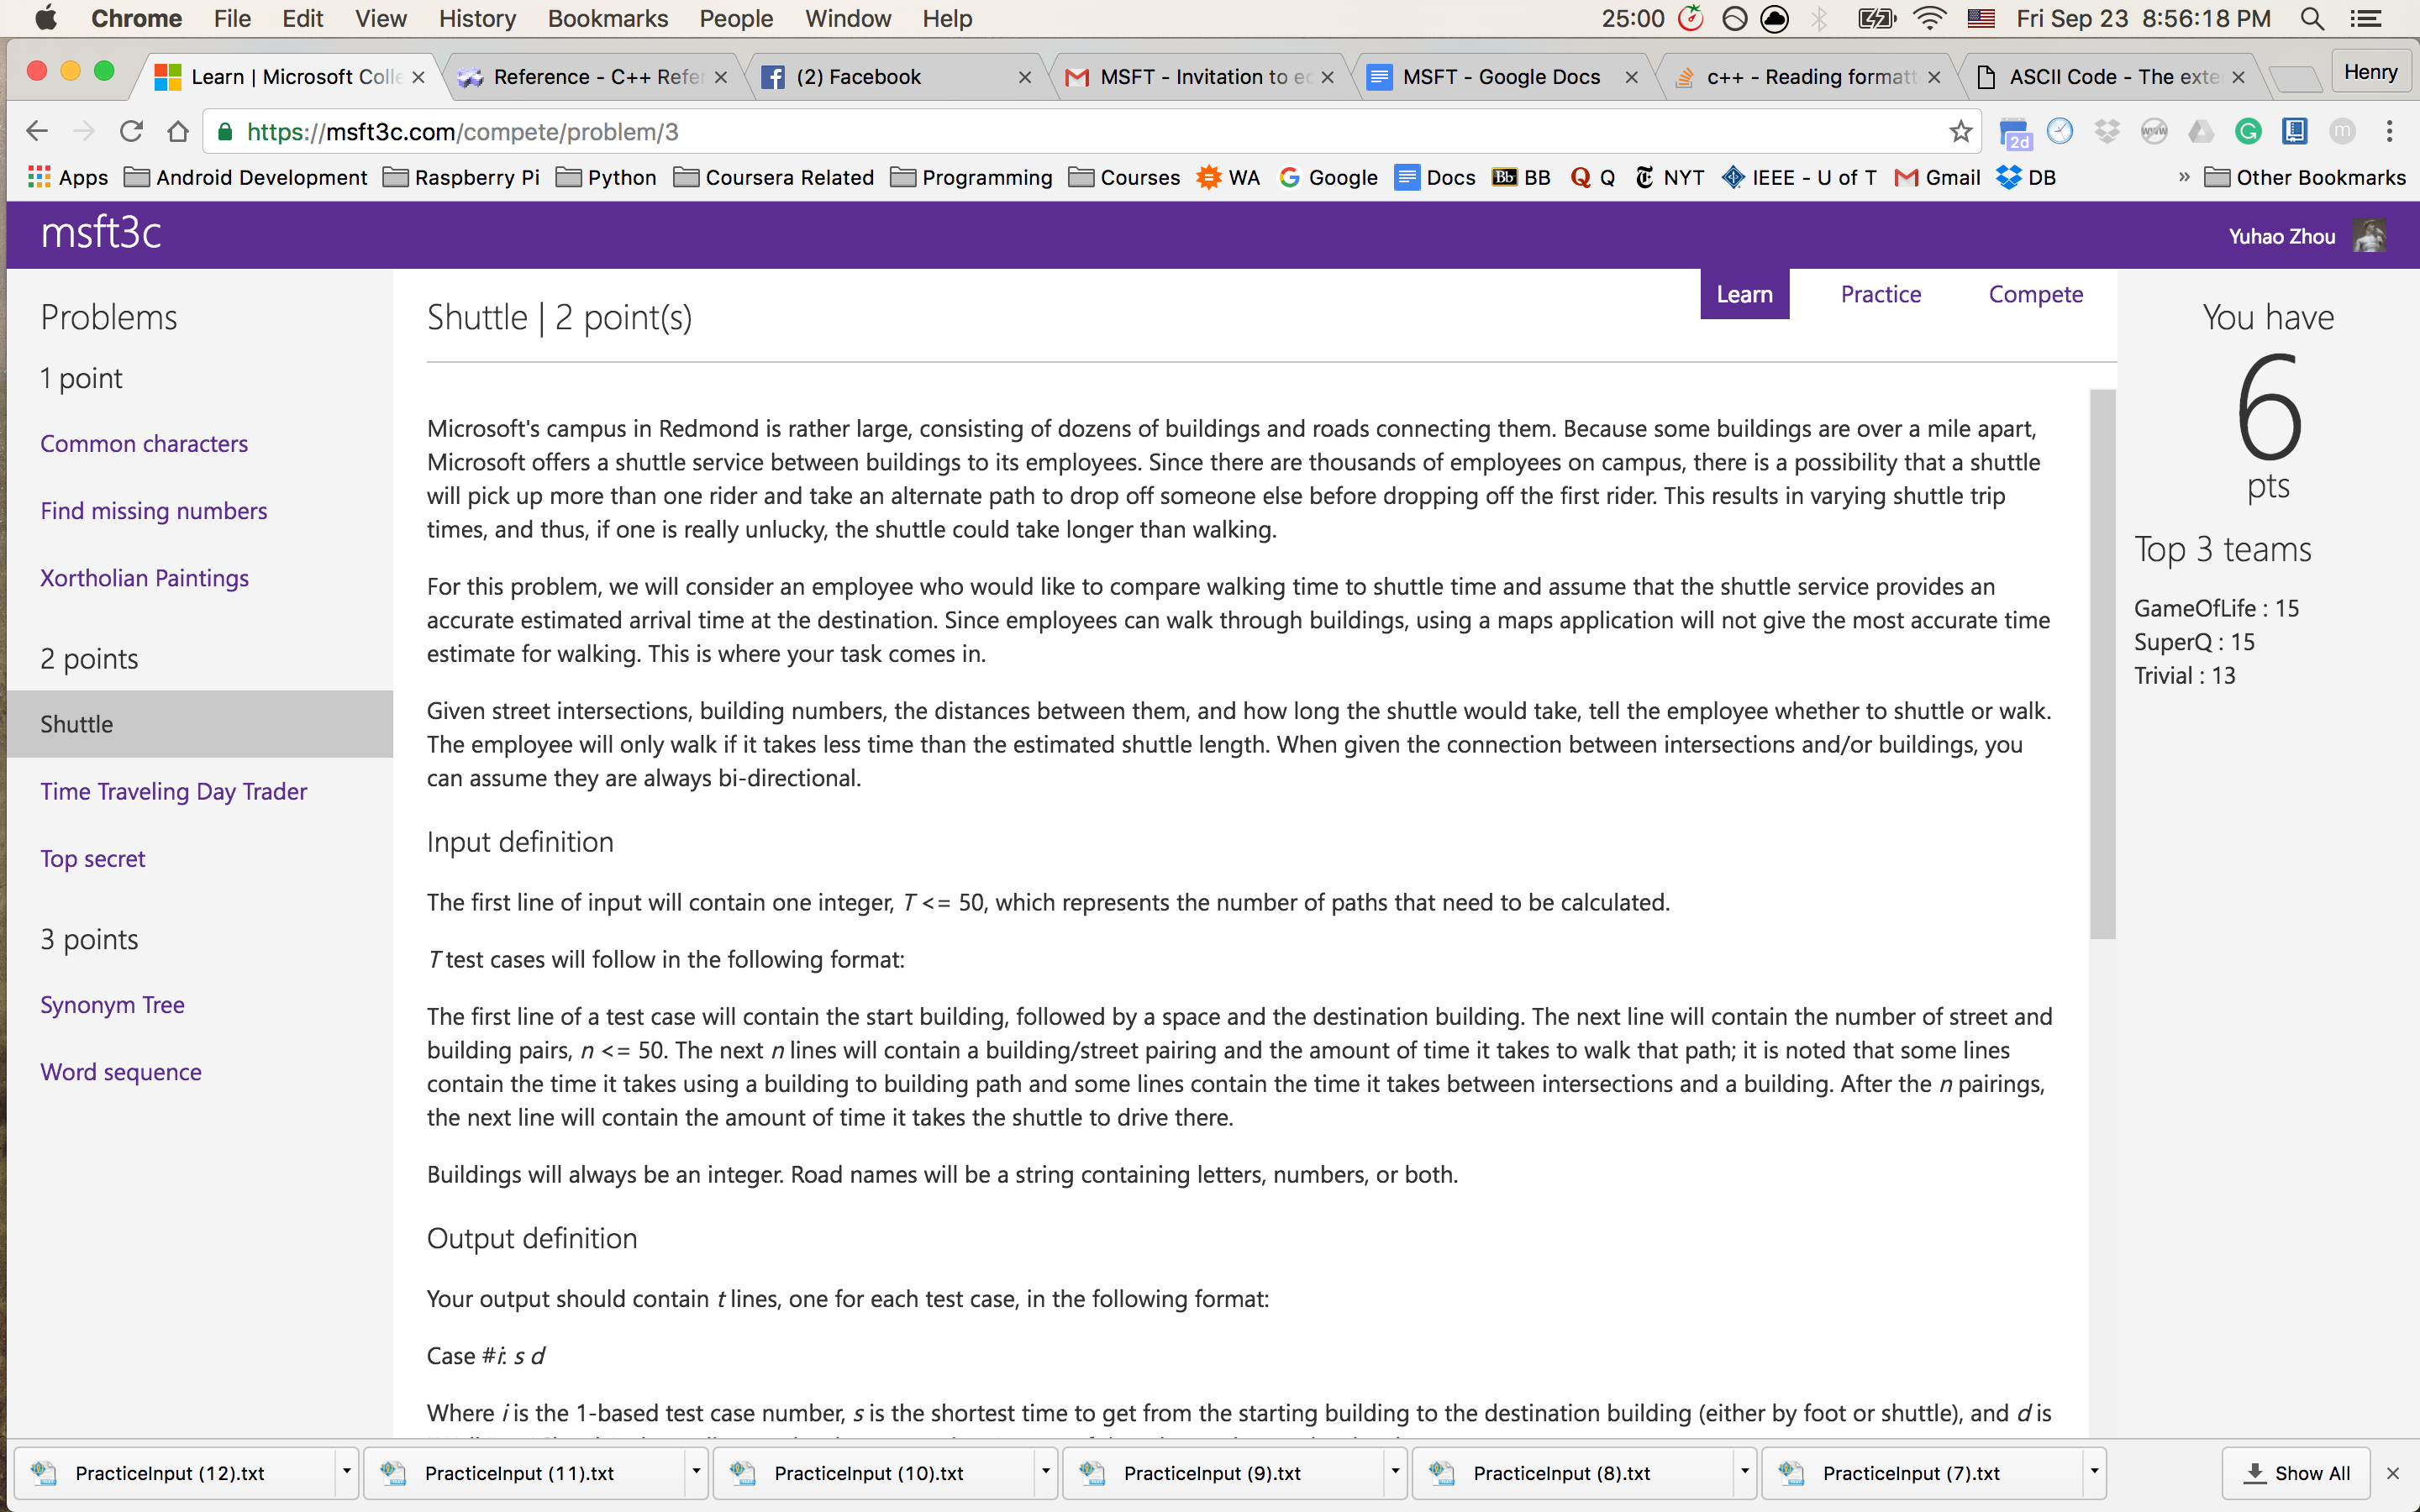 Chrome File Edit View History Bookmarks People Window Help 25:00 Fri Sep 23 8:56:18 PM
Learn | Microsoft Colle Reference - C++ Refer (2) Facebook MSFT - Invitation to MSFT - Google Docs c++ - Reading formatt ASCII Code - The exte Henry
https://msft3c.com/compete/problem/3 2d www m
Apps Android Development Raspberry Pi Python Coursera Related Programming Courses WA Google Docs Bb BB Q Q NYT IEEE - U of T Gmail DB » Other Bookmarks
msft3c
Yuhao Zhou
Problems
1 point
Common characters
Find missing numbers
Xortholian Paintings
2 points
Shuttle
Time Traveling Day Trader
Top secret
3 points
Synonym Tree
Word sequence
Shuttle | 2 point(s)
Learn Practice Compete
Microsoft's campus in Redmond is rather large, consisting of dozens of buildings and roads connecting them. Because some buildings are over a mile apart,
Microsoft offers a shuttle service between buildings to its employees. Since there are thousands of employees on campus, there is a possibility that a shuttle
will pick up more than one rider and take an alternate path to drop off someone else before dropping off the first rider. This results in varying shuttle trip
times, and thus, if one is really unlucky, the shuttle could take longer than walking.
For this problem, we will consider an employee who would like to compare walking time to shuttle time and assume that the shuttle service provides an
accurate estimated arrival time at the destination. Since employees can walk through buildings, using a maps application will not give the most accurate time
estimate for walking. This is where your task comes in.
Given street intersections, building numbers, the distances between them, and how long the shuttle would take, tell the employee whether to shuttle or walk.
The employee will only walk if it takes less time than the estimated shuttle length. When given the connection between intersections and/or buildings, you
can assume they are always bi-directional.
Input definition
The first line of input will contain one integer, T <= 50, which represents the number of paths that need to be calculated.
T test cases will follow in the following format:
The first line of a test case will contain the start building, followed by a space and the destination building. The next line will contain the number of street and
building pairs, n <= 50. The next n lines will contain a building/street pairing and the amount of time it takes to walk that path; it is noted that some lines
contain the time it takes using a building to building path and some lines contain the time it takes between intersections and a building. After the n pairings,
the next line will contain the amount of time it takes the shuttle to drive there.
Buildings will always be an integer. Road names will be a string containing letters, numbers, or both.
Output definition
Your output should contain t lines, one for each test case, in the following format:
Case #i: s d
Where i is the 1-based test case number, s is the shortest time to get from the starting building to the destination building (either by foot or shuttle), and d is
You have
6
pts
Top 3 teams
GameOfLife : 15
SuperQ : 15
Trivial : 13
PracticeInput (12).txt PracticeInput (11).txt PracticeInput (10).txt PracticeInput (9).txt PracticeInput (8).txt PracticeInput (7).txt Show All